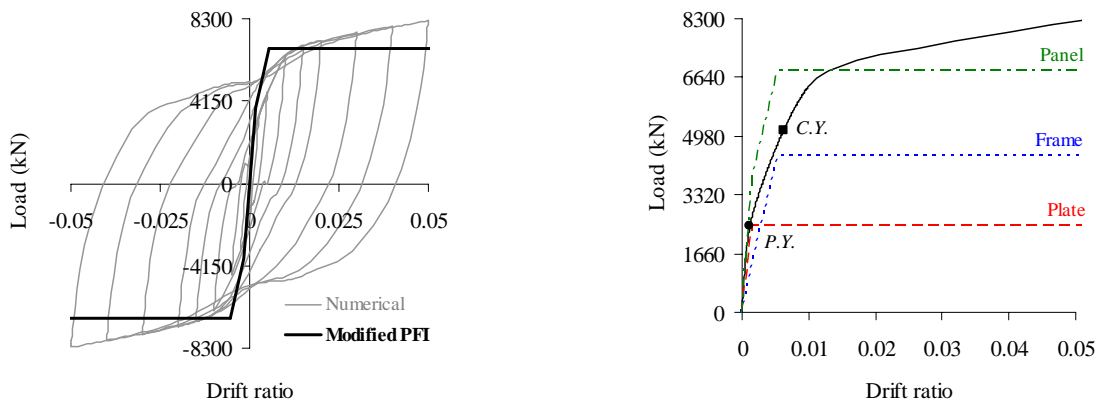 8300
4150
0
-4150
-8300
-0.05 -0.025 0 0.025 0.05
Load (kN)
Numerical
Modified PFI
Drift ratio
8300
6640
4980
3320
1660
0
0 0.01 0.02 0.03 0.04 0.05
Load (kN)
Panel
C.Y.
Frame
Plate
P.Y.
Drift ratio